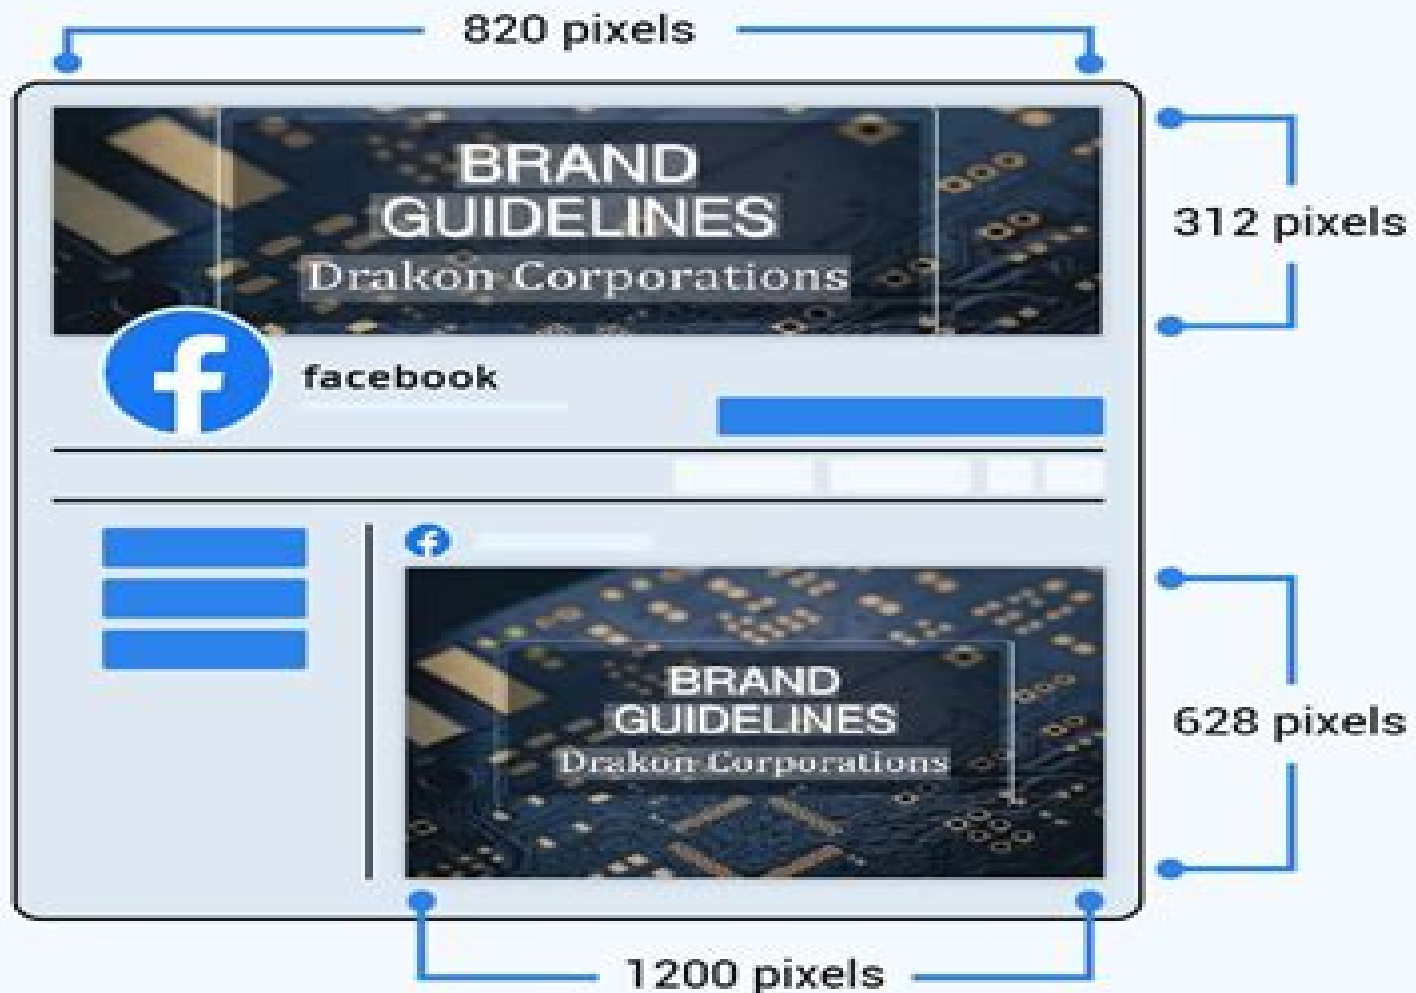 820 pixels
BRAND
GUIDELINES
Drakon Corporations
312 pixels
facebook
BRAND
GUIDELINES
Drakon Corporations
628 pixels
1200 pixels